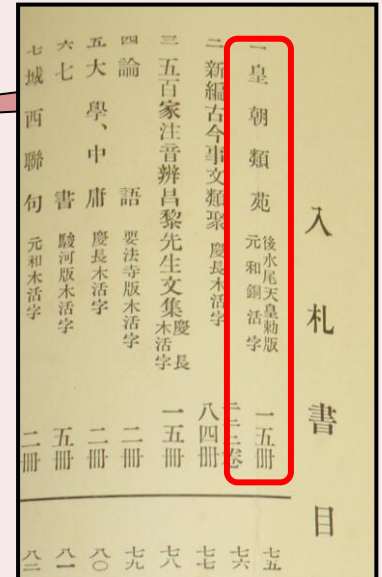 入札書目
一 皇朝類苑 後水尾天皇勅版 元和銅活字 一五冊
二 新編古今事文類聚 慶長木活字 八四冊
三 五百家注音辨昌黎先生文集 慶長木活字 一五冊
四 論語 要法寺版木活字 二冊
五 大學、中庸 慶長木活字 二冊
六 七書 駿河版木活字 五冊
七 城西聯句 元和木活字 二冊
七五
七六
七七
七八
七九
八〇
八一
八二